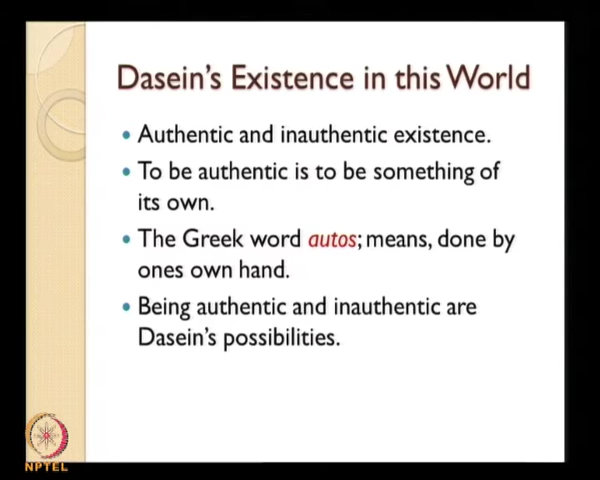 Dasein's Existence in this World
• Authentic and inauthentic existence.
• To be authentic is to be something of
its own.
• The Greek word autos; means, done by
ones own hand.
• Being authentic and inauthentic are
Dasein's possibilities.
NPTEL